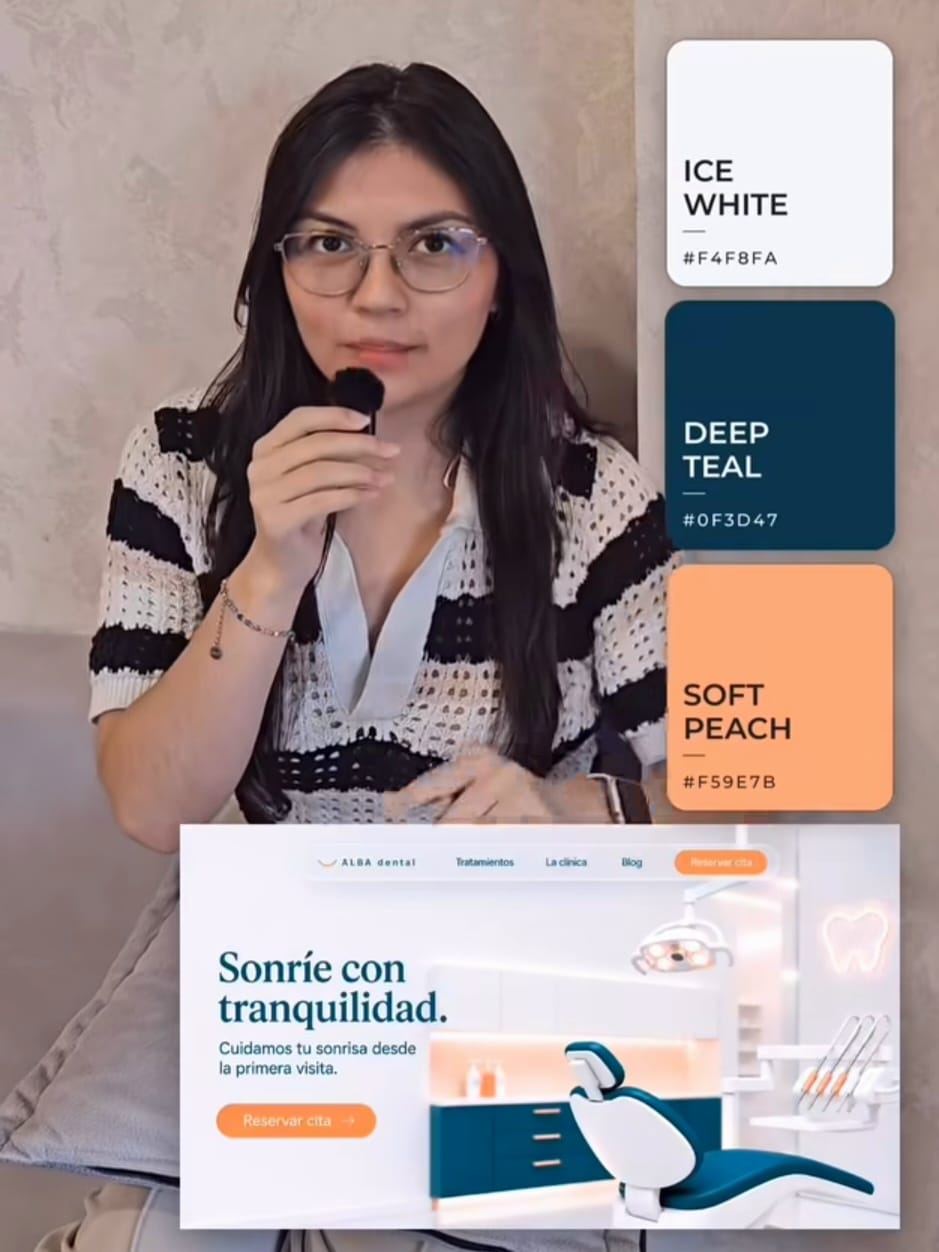 ICE
WHITE
#F4F8FA
DEEP
TEAL
#0F3D47
SOFT
PEACH
#F59E7B
ALBA dental
Tratamientos
La clínica
Blog
Reservar cita
Sonríe con
tranquilidad.
Cuidamos tu sonrisa desde
la primera visita.
Reservar cita →